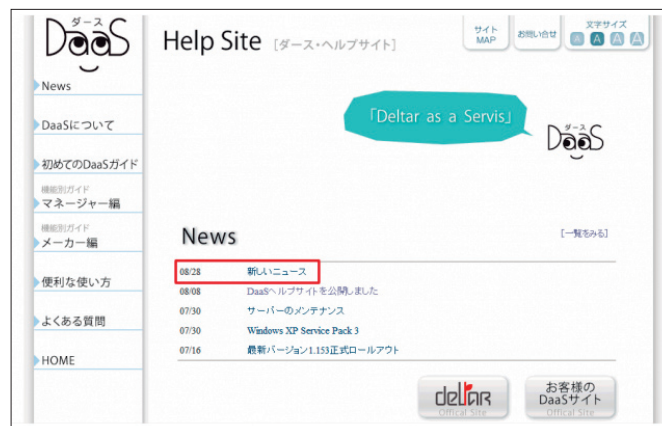 ダース
DaaS
Help Site [ダース・ヘルプサイト]
サイト
MAP
お問い合せ
文字サイズ
A A A A
News
DaaSについて
初めてのDaaSガイド
機能別ガイド
マネージャー編
機能別ガイド
メーカー編
便利な使い方
よくある質問
HOME
「Deltar as a Servis」
ダース
DaaS
News
[一覧をみる]
08/28 新しいニュース
08/08 DaaSヘルプサイトを公開しました
07/30 サーバーのメンテナンス
07/30 Windows XP Service Pack 3
07/16 最新バージョン1.153正式ロールアウト
deltar
Offical Site
お客様の
DaaSサイト
Offical Site